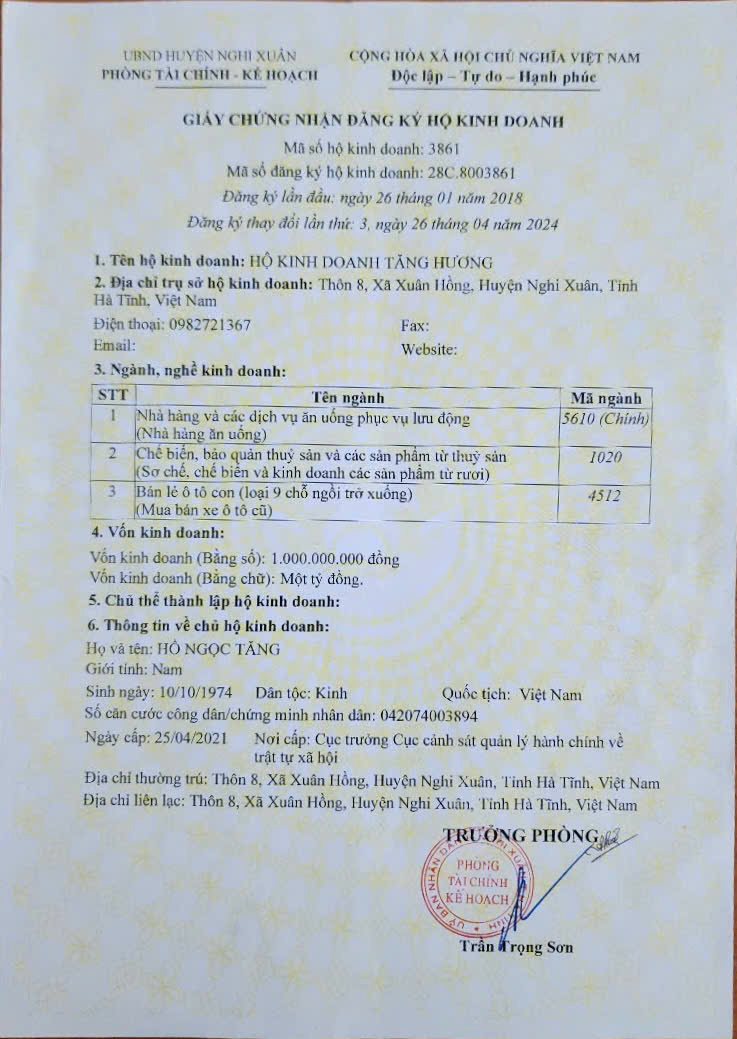 UBND HUYỆN NGHI XUÂN
PHÒNG TÀI CHÍNH - KẾ HOẠCH
CỘNG HÒA XÃ HỘI CHỦ NGHĨA VIỆT NAM
Độc lập – Tự do – Hạnh phúc
GIẤY CHỨNG NHẬN ĐĂNG KÝ HỘ KINH DOANH
Mã số hộ kinh doanh: 3861
Mã số đăng ký hộ kinh doanh: 28C.8003861
Đăng ký lần đầu: ngày 26 tháng 01 năm 2018
Đăng ký thay đổi lần thứ: 3, ngày 26 tháng 04 năm 2024
1. Tên hộ kinh doanh: HỘ KINH DOANH TĂNG HƯƠNG
2. Địa chỉ trụ sở hộ kinh doanh: Thôn 8, Xã Xuân Hồng, Huyện Nghi Xuân, Tỉnh
Hà Tĩnh, Việt Nam
Điện thoại: 0982721367 Fax:
Email: Website:
3. Ngành, nghề kinh doanh:
STT Tên ngành Mã ngành
1 Nhà hàng và các dịch vụ ăn uống phục vụ lưu động 5610 (Chính)
(Nhà hàng ăn uống)
2 Chế biến, bảo quản thuỷ sản và các sản phẩm từ thuỷ sản 1020
(Sơ chế, chế biến và kinh doanh các sản phẩm từ rươi)
3 Bán lẻ ô tô con (loại 9 chỗ ngồi trở xuống) 4512
(Mua bán xe ô tô cũ)
4. Vốn kinh doanh:
Vốn kinh doanh (Bằng số): 1.000.000.000 đồng
Vốn kinh doanh (Bằng chữ): Một tỷ đồng.
5. Chủ thể thành lập hộ kinh doanh:
6. Thông tin về chủ hộ kinh doanh:
Họ và tên: HỒ NGỌC TĂNG
Giới tính: Nam
Sinh ngày: 10/10/1974 Dân tộc: Kinh Quốc tịch: Việt Nam
Số căn cước công dân/chứng minh nhân dân: 042074003894
Ngày cấp: 25/04/2021 Nơi cấp: Cục trưởng Cục cảnh sát quản lý hành chính về
trật tự xã hội
Địa chỉ thường trú: Thôn 8, Xã Xuân Hồng, Huyện Nghi Xuân, Tỉnh Hà Tĩnh, Việt Nam
Địa chỉ liên lạc: Thôn 8, Xã Xuân Hồng, Huyện Nghi Xuân, Tỉnh Hà Tĩnh, Việt Nam
TRƯỞNG PHÒNG
PHÒNG
TÀI CHÍNH
KẾ HOẠCH
Trần Trọng Sơn